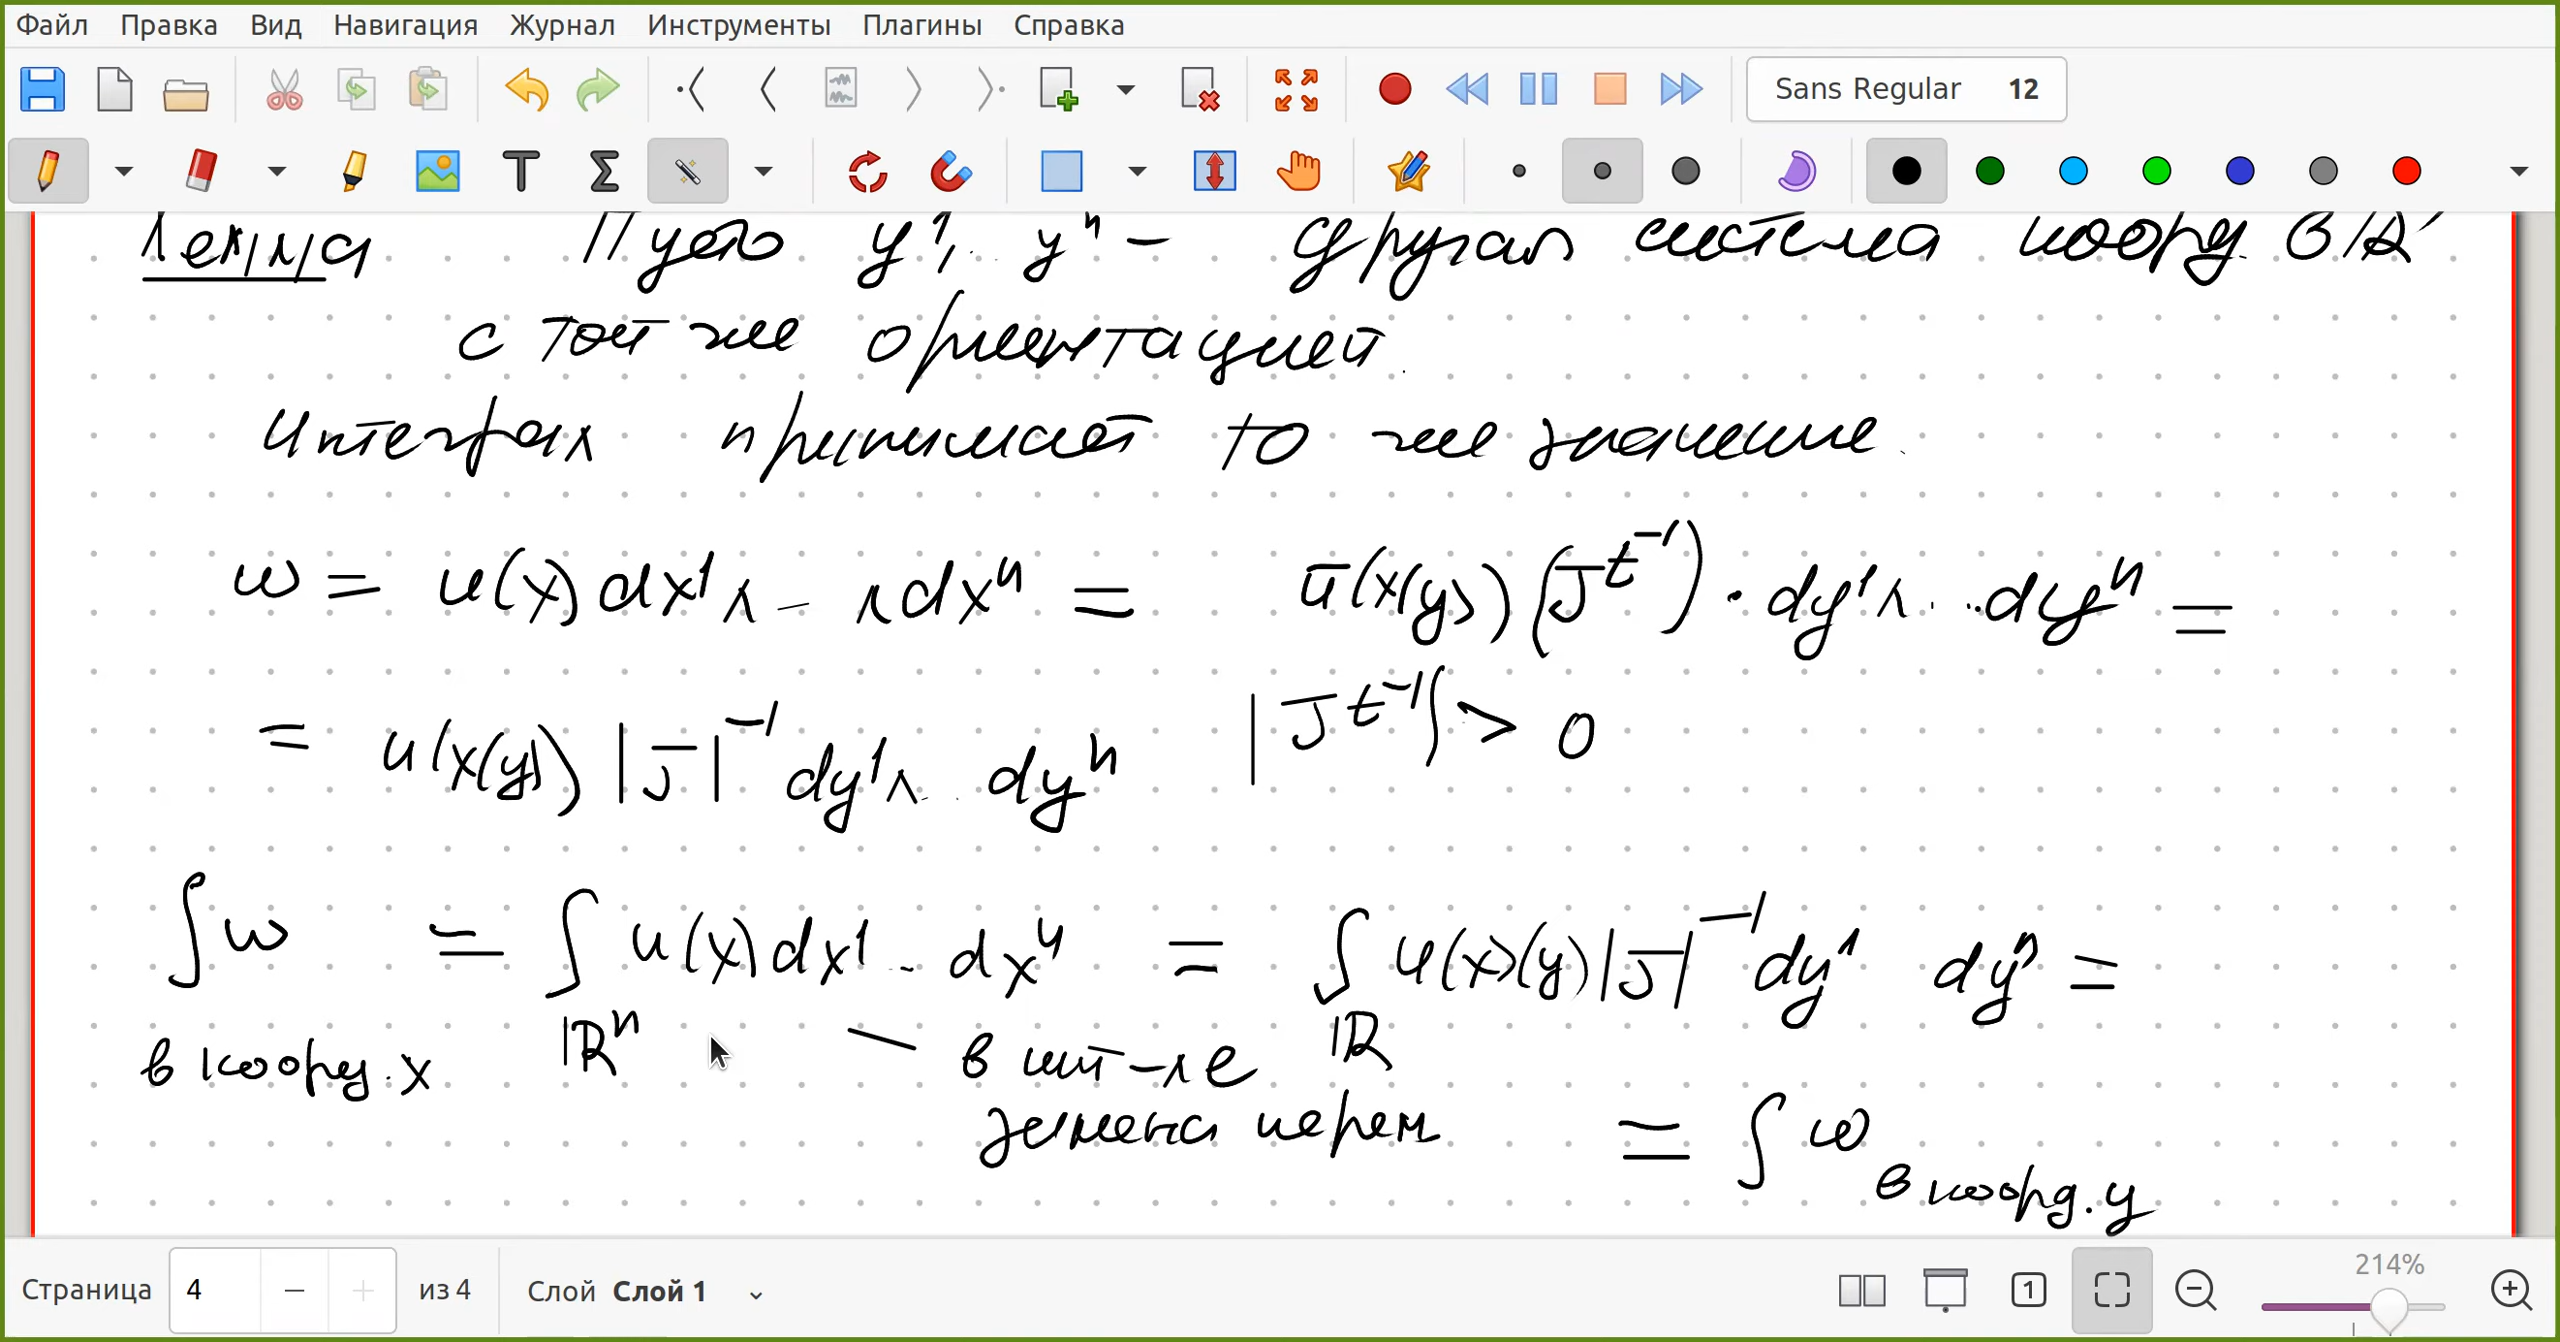 Файл Правка Вид Навигация Журнал Инструменты Плагины Справка
Sans Regular 12
Лемма Пусть y¹,.. yⁿ – другая система коорд. в ℝⁿ
с той же ориентацией.
Интеграл принимает то же значение.
ω = u(x) dx¹∧ – ∧dxⁿ = u(x(y)) (J^{t^{-1}}) · dy¹∧...dyⁿ =
= u(x(y)) |J|⁻¹ dy¹∧.. dyⁿ |J^{t^{-1}}| > 0
∫ω = ∫ u(x) dx¹.. dxⁿ = ∫ u(x)(y) |J|⁻¹ dy¹ dyⁿ =
в коорд. x ℝⁿ – в инт-ле ℝ
замена перем
= ∫ ω
в коорд. y
Страница 4 из 4 Слой Слой 1 1 214%